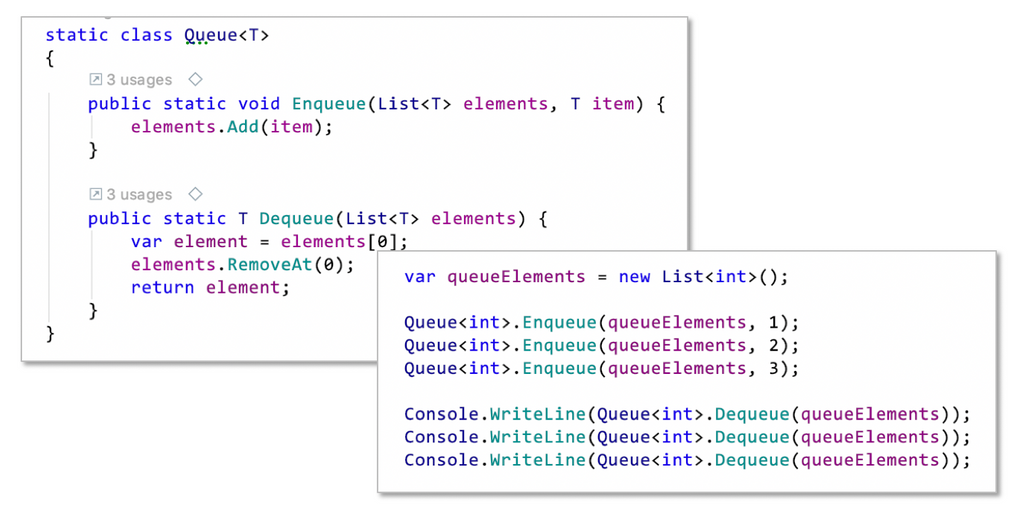 static class Queue<T>
{
3 usages
public static void Enqueue(List<T> elements, T item) {
elements.Add(item);
}
3 usages
public static T Dequeue(List<T> elements) {
var element = elements[0];
elements.RemoveAt(0);
return element;
}
}
var queueElements = new List<int>();
Queue<int>.Enqueue(queueElements, 1);
Queue<int>.Enqueue(queueElements, 2);
Queue<int>.Enqueue(queueElements, 3);
Console.WriteLine(Queue<int>.Dequeue(queueElements));
Console.WriteLine(Queue<int>.Dequeue(queueElements));
Console.WriteLine(Queue<int>.Dequeue(queueElements));